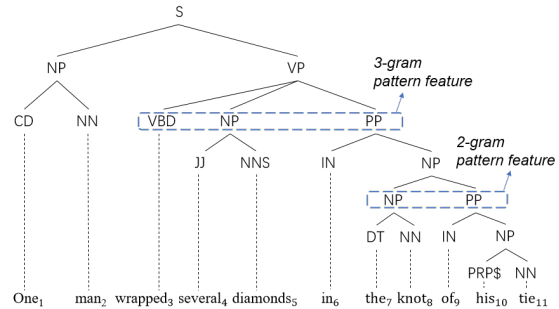 S
NP VP
3-gram
pattern feature
CD NN VBD NP PP
2-gram
pattern feature
JJ NNS IN NP
NP PP
DT NN IN NP
PRP$ NN
One₁ man₂ wrapped₃ several₄ diamonds₅ in₆ the₇ knot₈ of₉ his₁₀ tie₁₁